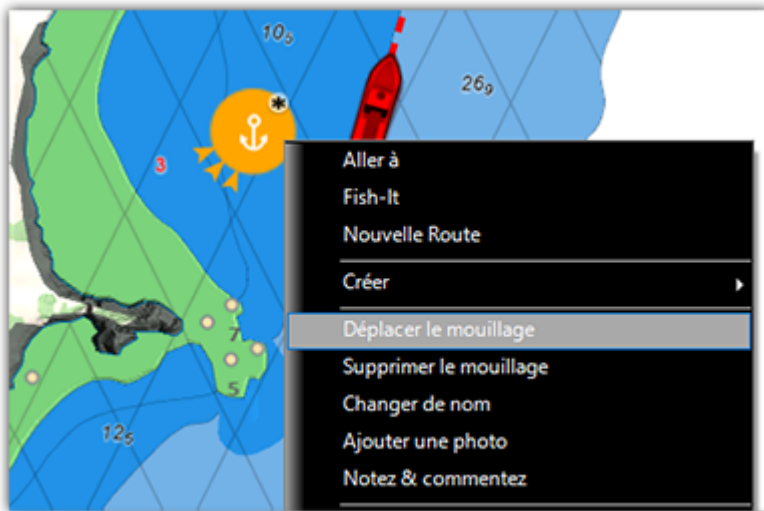 10₅
26₉
3
Aller à
Fish-It
Nouvelle Route
Créer
Déplacer le mouillage
7
Supprimer le mouillage
5
Changer de nom
12₅
Ajouter une photo
Notez & commentez